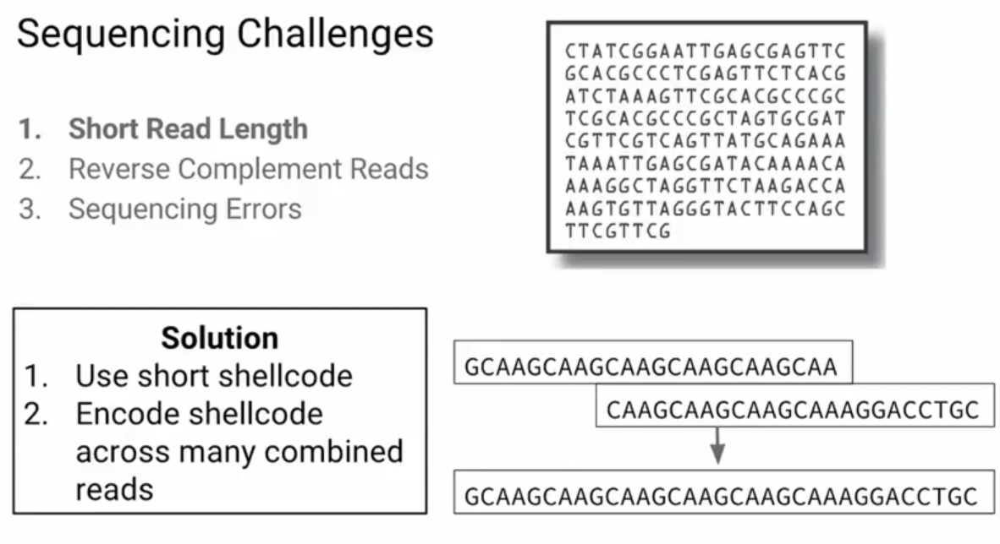 Sequencing Challenges
1. Short Read Length
2. Reverse Complement Reads
3. Sequencing Errors
CTATCGGAATTGAGCGAGTTC
GCACGCCCTCGAGTTCTCACG
ATCTAAAGTTCGCACGCCCGC
TCGCACGCCCGCTAGTGCGAT
CGTTCGTCAGTTATGCAGAAA
TAAATTGAGCGATACAAAACA
AAAGGCTAGGTTCTAAGACCA
AAGTGTTAGGGTACTTCCAGC
TTCGTTCG
Solution
1. Use short shellcode
2. Encode shellcode
across many combined
reads
GCAAGCAAGCAAGCAAGCAAGCAA
CAAGCAAGCAAGCAAAGGACCTGC
GCAAGCAAGCAAGCAAGCAAGCAAAGGACCTGC